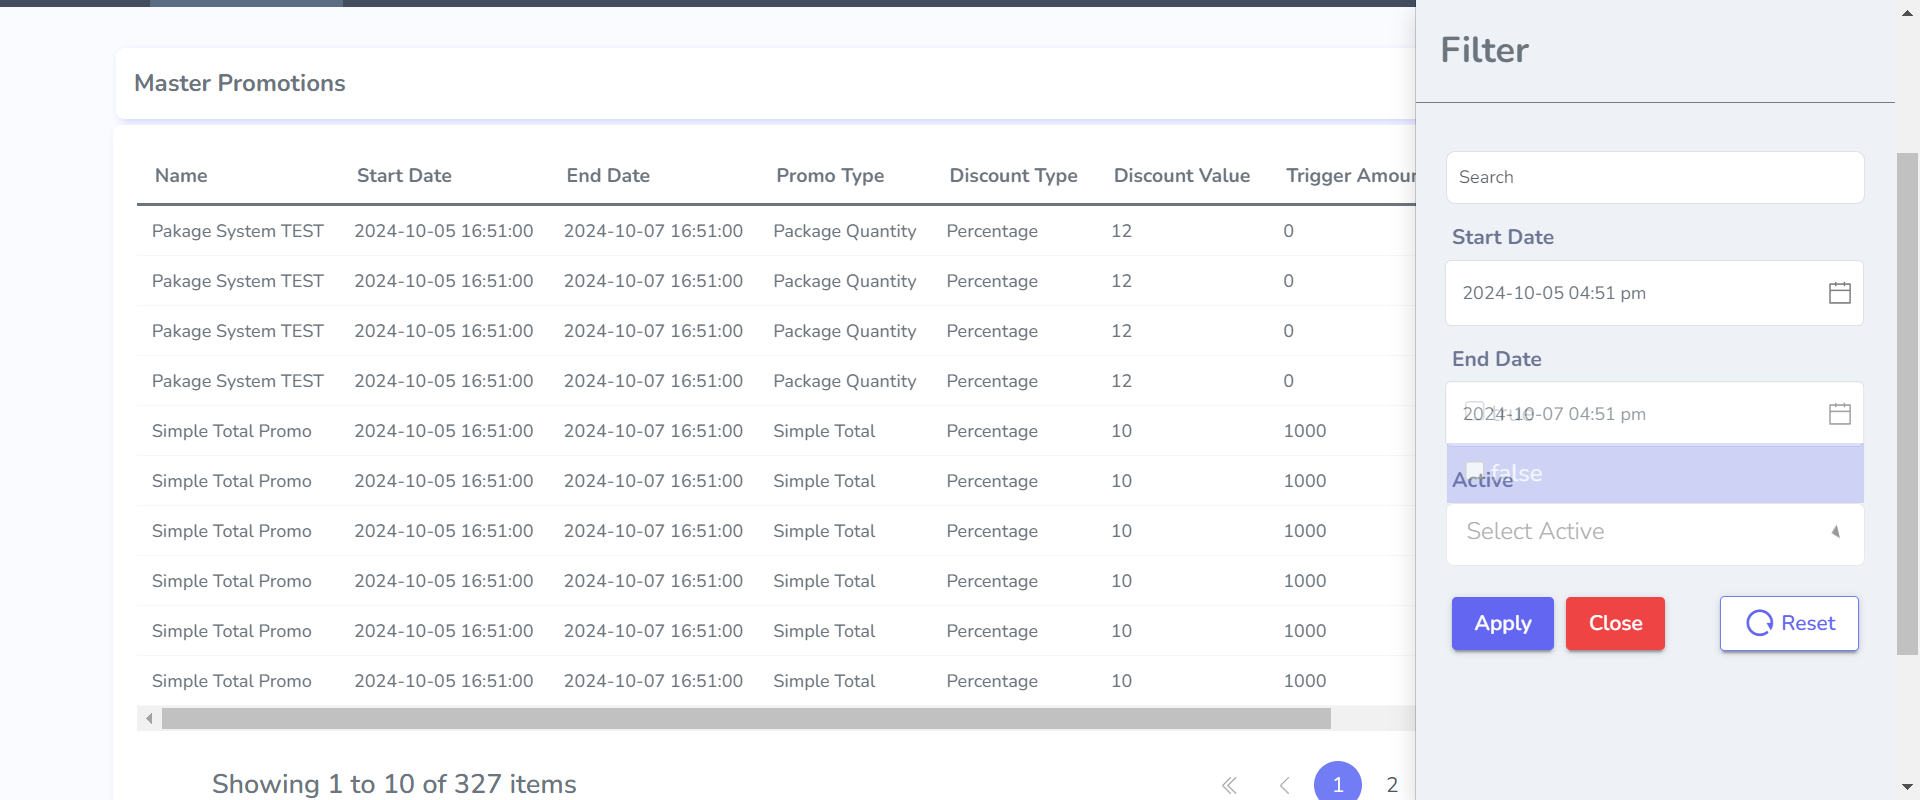 Filter
Master Promotions
Name Start Date End Date Promo Type Discount Type Discount Value Trigger Amour
Pakage System TEST 2024-10-05 16:51:00 2024-10-07 16:51:00 Package Quantity Percentage 12 0
Pakage System TEST 2024-10-05 16:51:00 2024-10-07 16:51:00 Package Quantity Percentage 12 0
Pakage System TEST 2024-10-05 16:51:00 2024-10-07 16:51:00 Package Quantity Percentage 12 0
Pakage System TEST 2024-10-05 16:51:00 2024-10-07 16:51:00 Package Quantity Percentage 12 0
Simple Total Promo 2024-10-05 16:51:00 2024-10-07 16:51:00 Simple Total Percentage 10 1000
Simple Total Promo 2024-10-05 16:51:00 2024-10-07 16:51:00 Simple Total Percentage 10 1000
Simple Total Promo 2024-10-05 16:51:00 2024-10-07 16:51:00 Simple Total Percentage 10 1000
Simple Total Promo 2024-10-05 16:51:00 2024-10-07 16:51:00 Simple Total Percentage 10 1000
Simple Total Promo 2024-10-05 16:51:00 2024-10-07 16:51:00 Simple Total Percentage 10 1000
Simple Total Promo 2024-10-05 16:51:00 2024-10-07 16:51:00 Simple Total Percentage 10 1000
Showing 1 to 10 of 327 items
1 2
Search
Start Date
2024-10-05 04:51 pm
End Date
2024-10-07 04:51 pm
true
false
Active
Select Active
Apply Close Reset